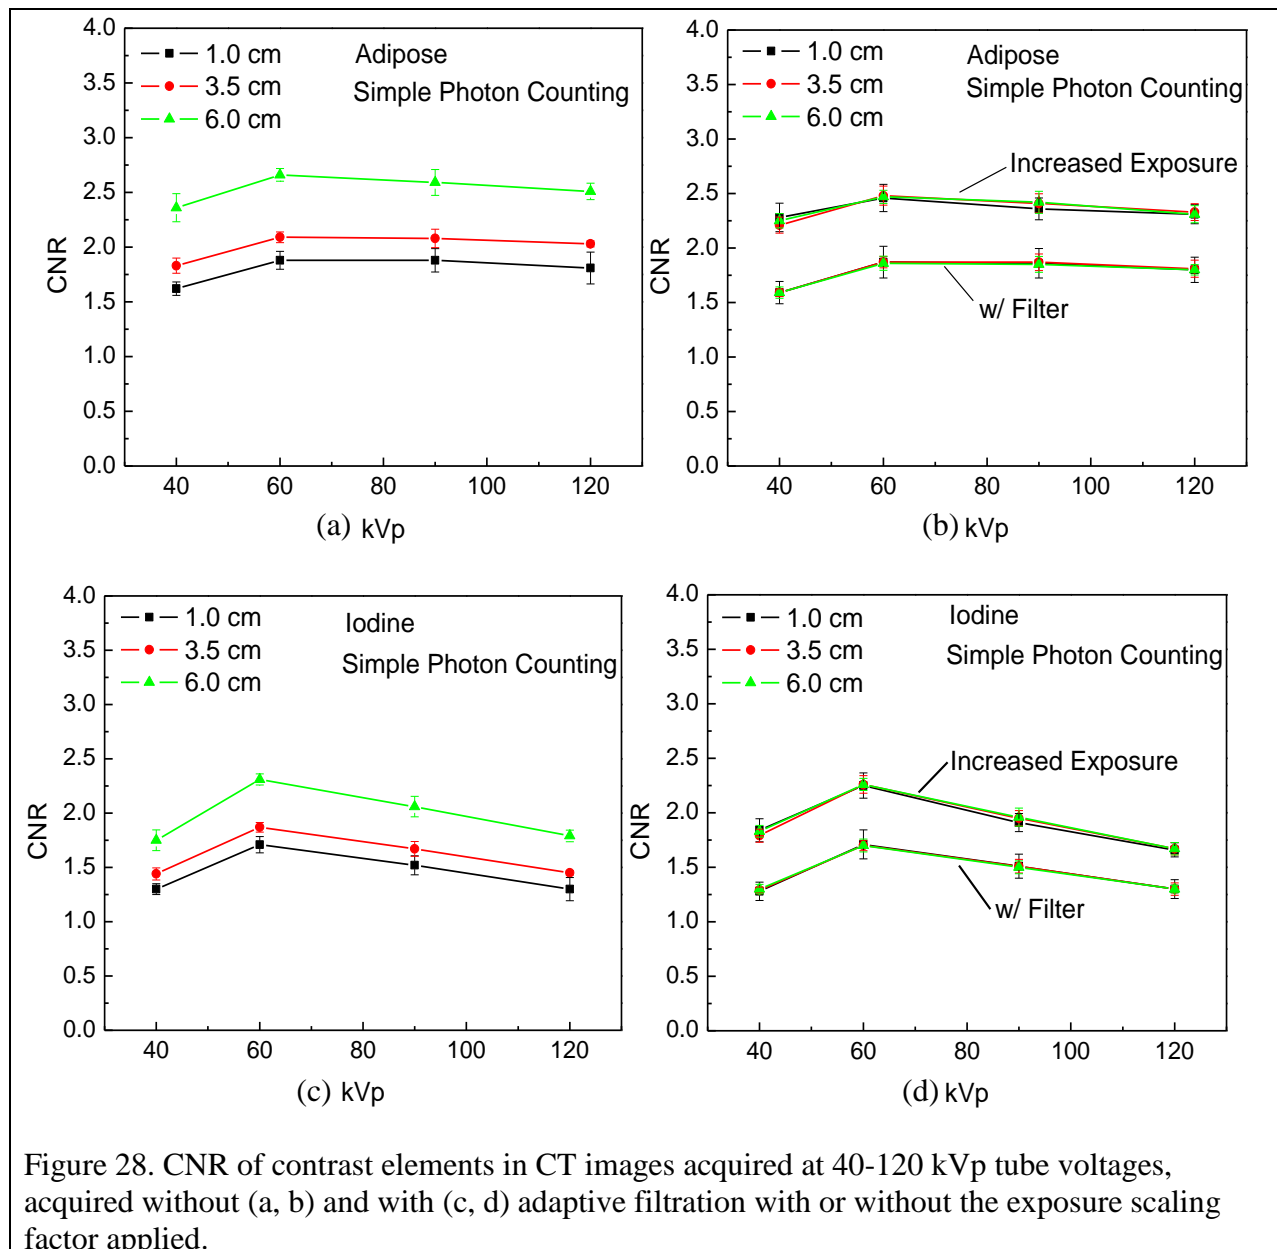 4.0
3.5
3.0
2.5
2.0
1.5
1.0
0.5
0.0
CNR
1.0 cm
3.5 cm
6.0 cm
Adipose
Simple Photon Counting
40 60 80 100 120
(a) kVp
4.0
3.5
3.0
2.5
2.0
1.5
1.0
0.5
0.0
CNR
1.0 cm
3.5 cm
6.0 cm
Adipose
Simple Photon Counting
Increased Exposure
w/ Filter
40 60 80 100 120
(b) kVp
4.0
3.5
3.0
2.5
2.0
1.5
1.0
0.5
0.0
CNR
1.0 cm
3.5 cm
6.0 cm
Iodine
Simple Photon Counting
40 60 80 100 120
(c) kVp
4.0
3.5
3.0
2.5
2.0
1.5
1.0
0.5
0.0
CNR
1.0 cm
3.5 cm
6.0 cm
Iodine
Simple Photon Counting
Increased Exposure
w/ Filter
40 60 80 100 120
(d) kVp
Figure 28. CNR of contrast elements in CT images acquired at 40-120 kVp tube voltages,
acquired without (a, b) and with (c, d) adaptive filtration with or without the exposure scaling
factor applied.